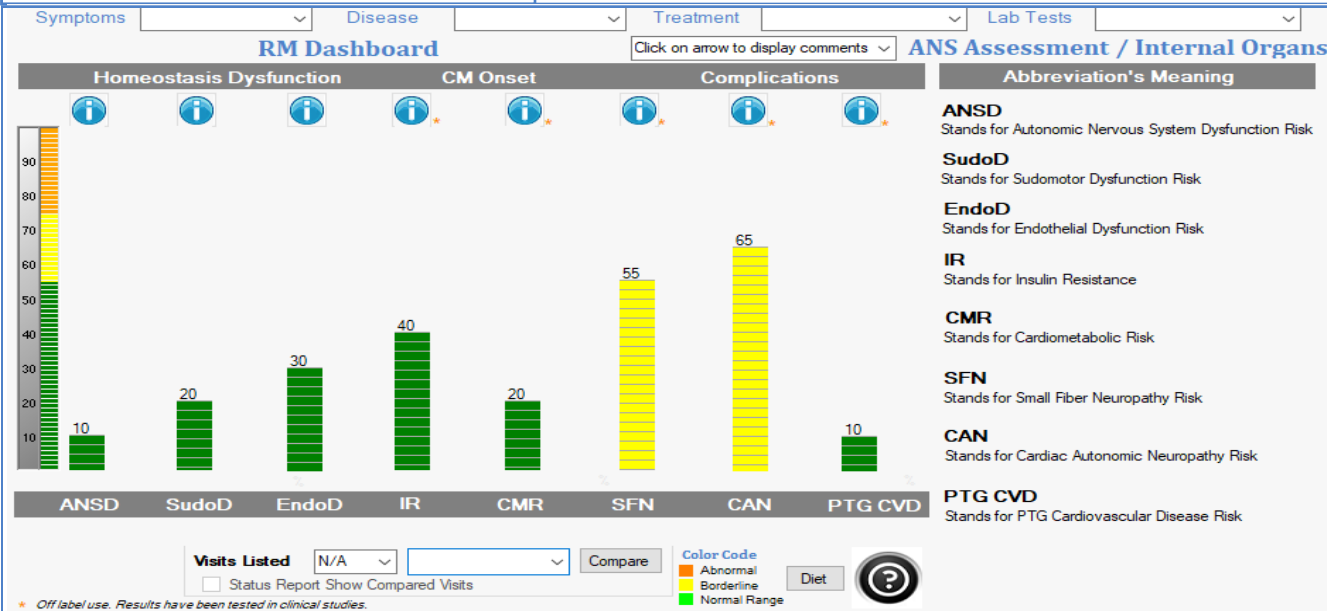 Symptoms Disease Treatment Lab Tests
RM Dashboard Click on arrow to display comments ANS Assessment / Internal Organs
Homeostasis Dysfunction CM Onset Complications Abbreviation's Meaning
* * * * *
ANSD
Stands for Autonomic Nervous System Dysfunction Risk
SudoD
Stands for Sudomotor Dysfunction Risk
EndoD
Stands for Endothelial Dysfunction Risk
IR
Stands for Insulin Resistance
CMR
Stands for Cardiometabolic Risk
SFN
Stands for Small Fiber Neuropathy Risk
CAN
Stands for Cardiac Autonomic Neuropathy Risk
PTG CVD
Stands for PTG Cardiovascular Disease Risk
90
80
70
60
50
40
30
20
10
10 20 30 40 20 55 65 10
% % %
ANSD SudoD EndoD IR CMR SFN CAN PTG CVD
Visits Listed N/A Compare
Status Report Show Compared Visits
Color Code
Abnormal
Borderline
Normal Range
Diet
?
* Off label use. Results have been tested in clinical studies.